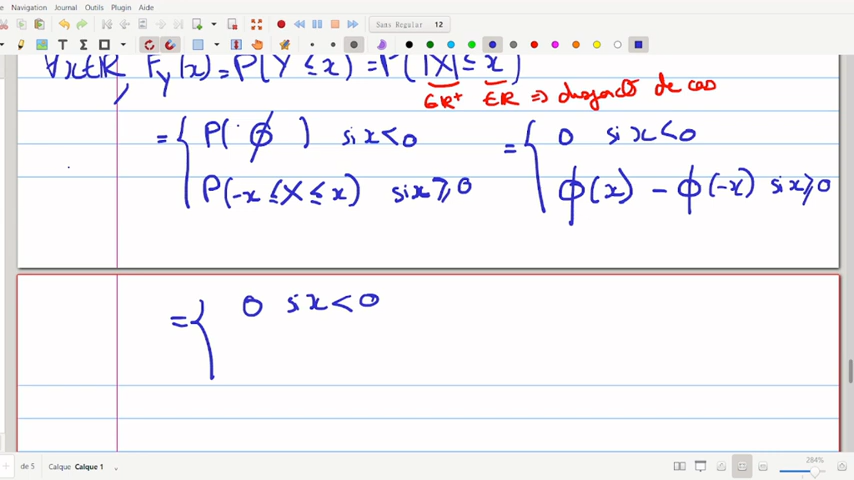 Navigation Journal Outils Plugin Aide
Sans Regular 12
∀x∈ℝ, F_Y(x) = P(Y ≤ x) = P(|X| ≤ x)
∈ℝ+ ∈ℝ ⇒ de cas
= { P(∅) si x<0 = { 0 si x<0
P(-x ≤ X ≤ x) si x ≥ 0 ϕ(x) - ϕ(-x) si x ≥ 0
= { 0 si x < 0
de 5 Calque Calque 1 284%